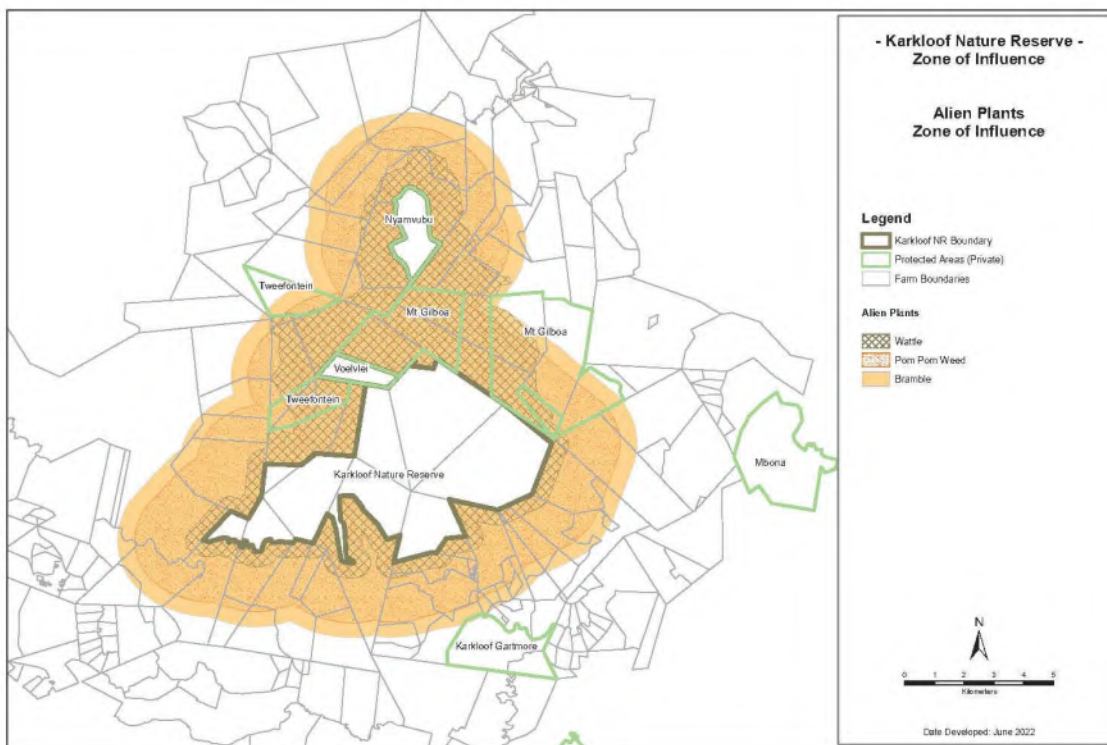 - Karkloof Nature Reserve -
Zone of Influence
Alien Plants
Zone of Influence
Legend
Karkloof NR Boundary
Protected Areas (Private)
Farm Boundaries
Alien Plants
Wattle
Pom Pom Weed
Bramble
N
0 1 2 3 4 5
Kilometers
Date Developed: June 2022
Nyamvubu
Tweefontein
Mt Gilboa
Mt Gilboa
Voelvlei
Tweefontein
Karkloof Nature Reserve
Mbona
Karkloof Gartmore